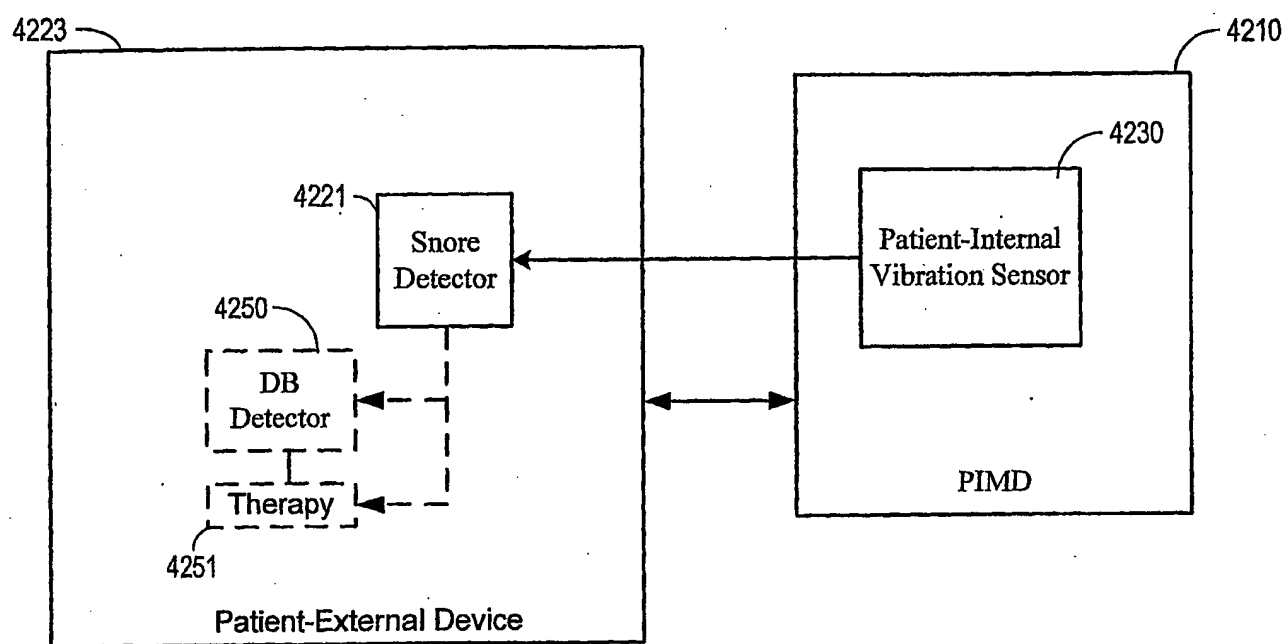 4223
4210
4230
4221
Snore
Detector
Patient-Internal
Vibration Sensor
4250
DB
Detector
PIMD
Therapy
4251
Patient-External Device